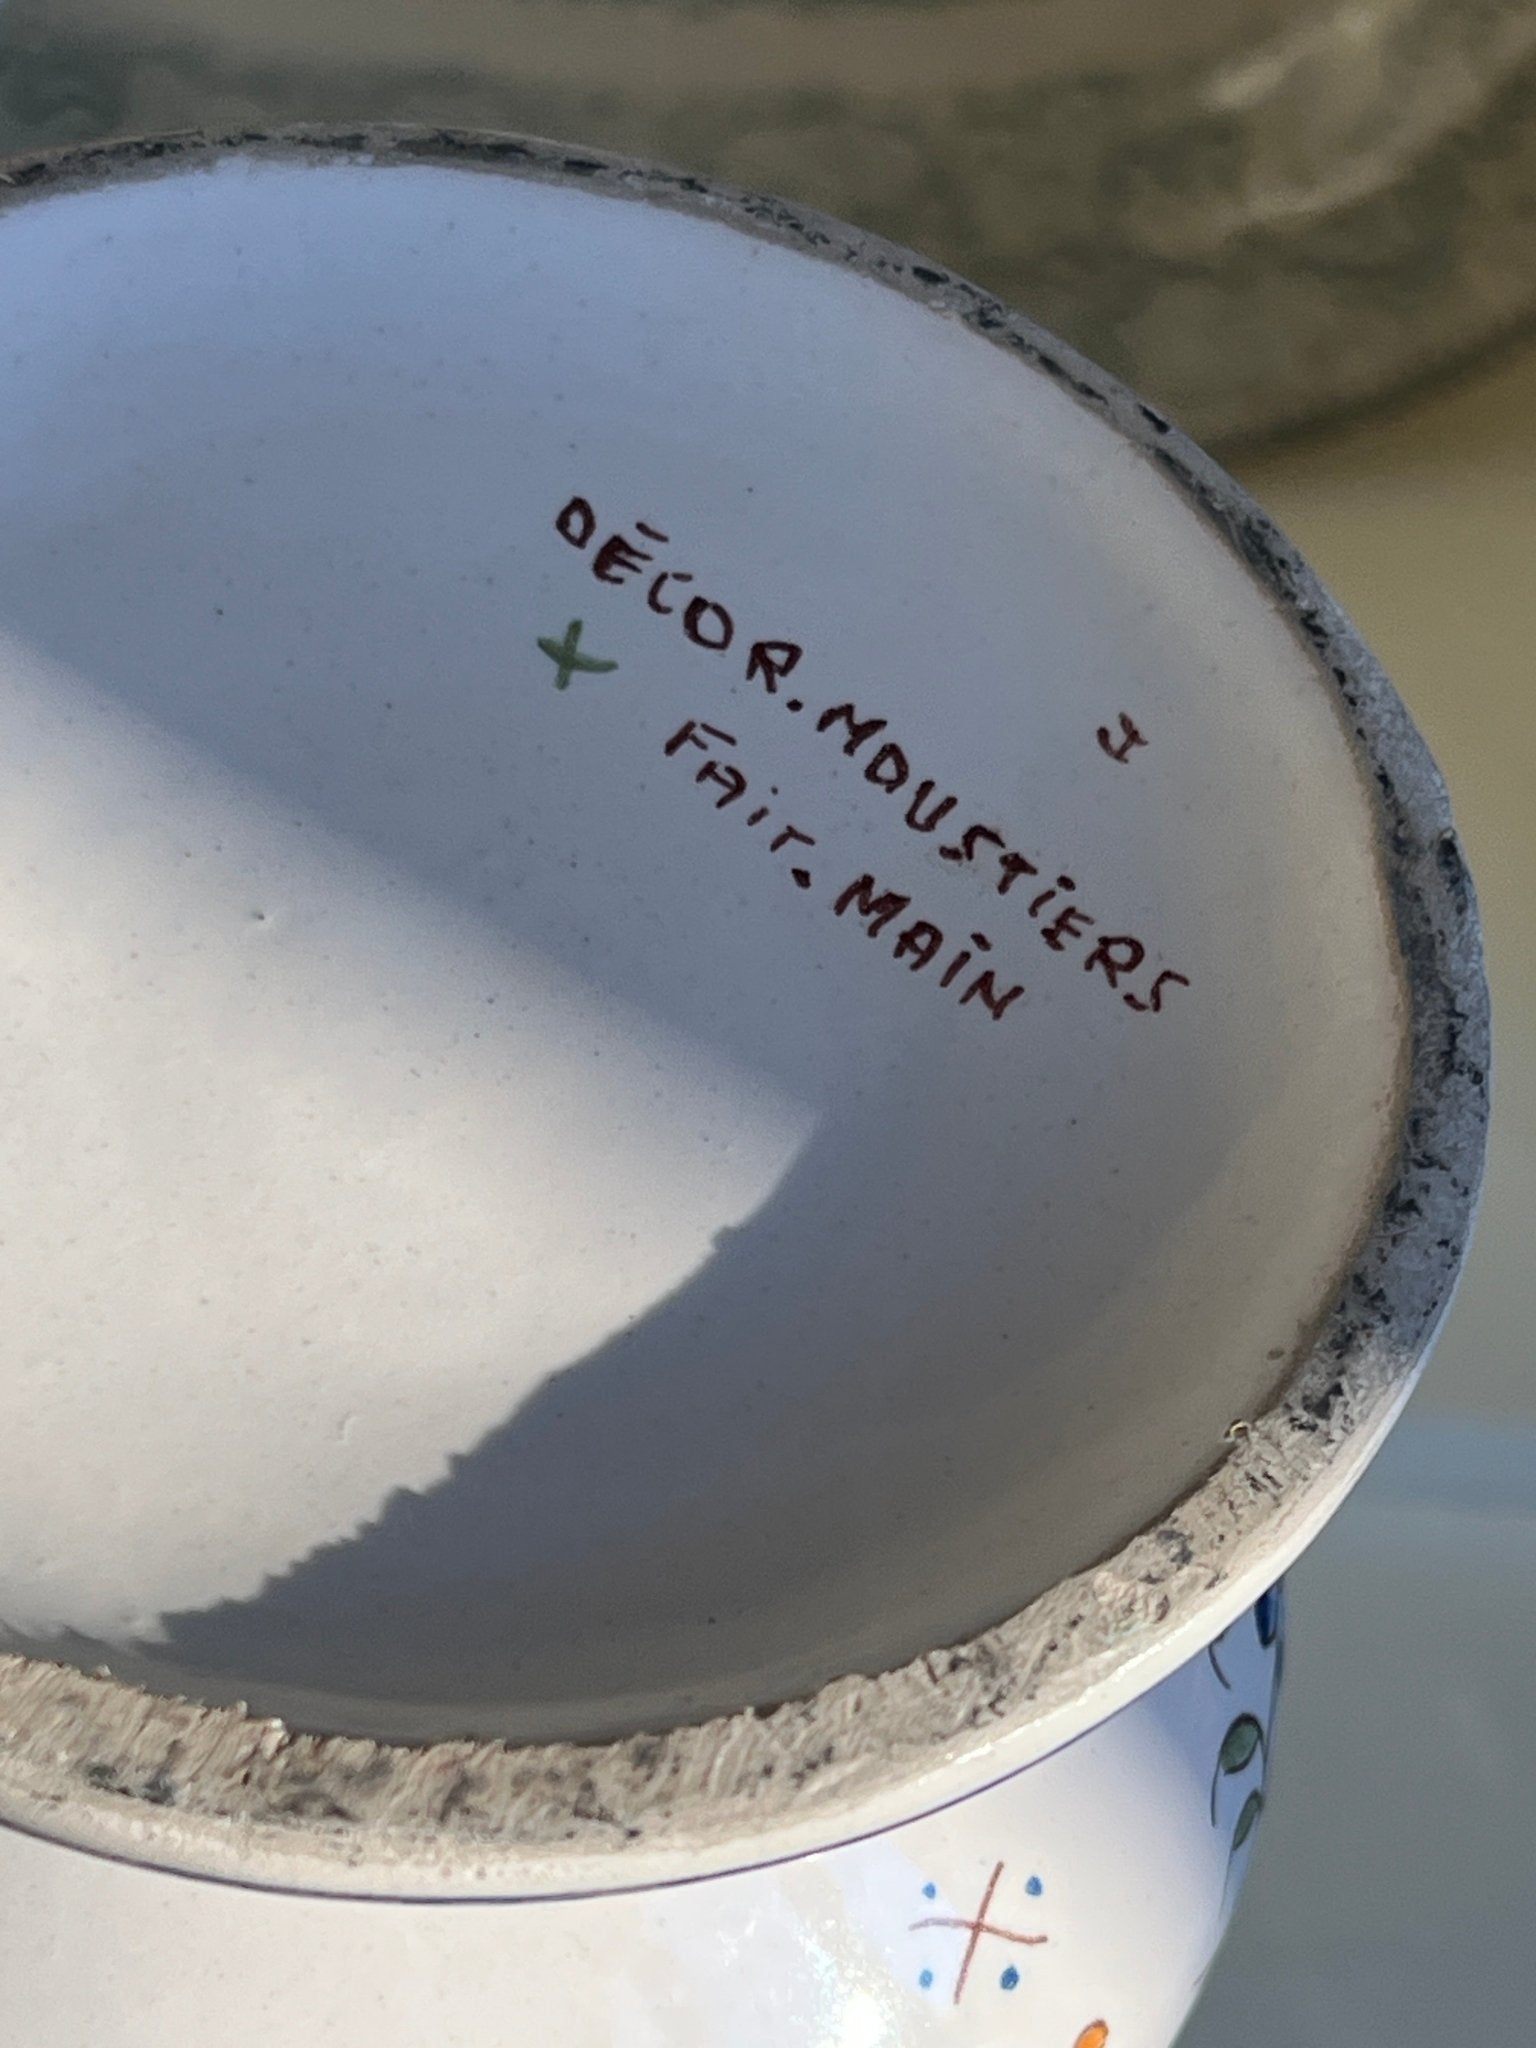 DÉCOR. MOUSTIERS
FAiT. MAiN